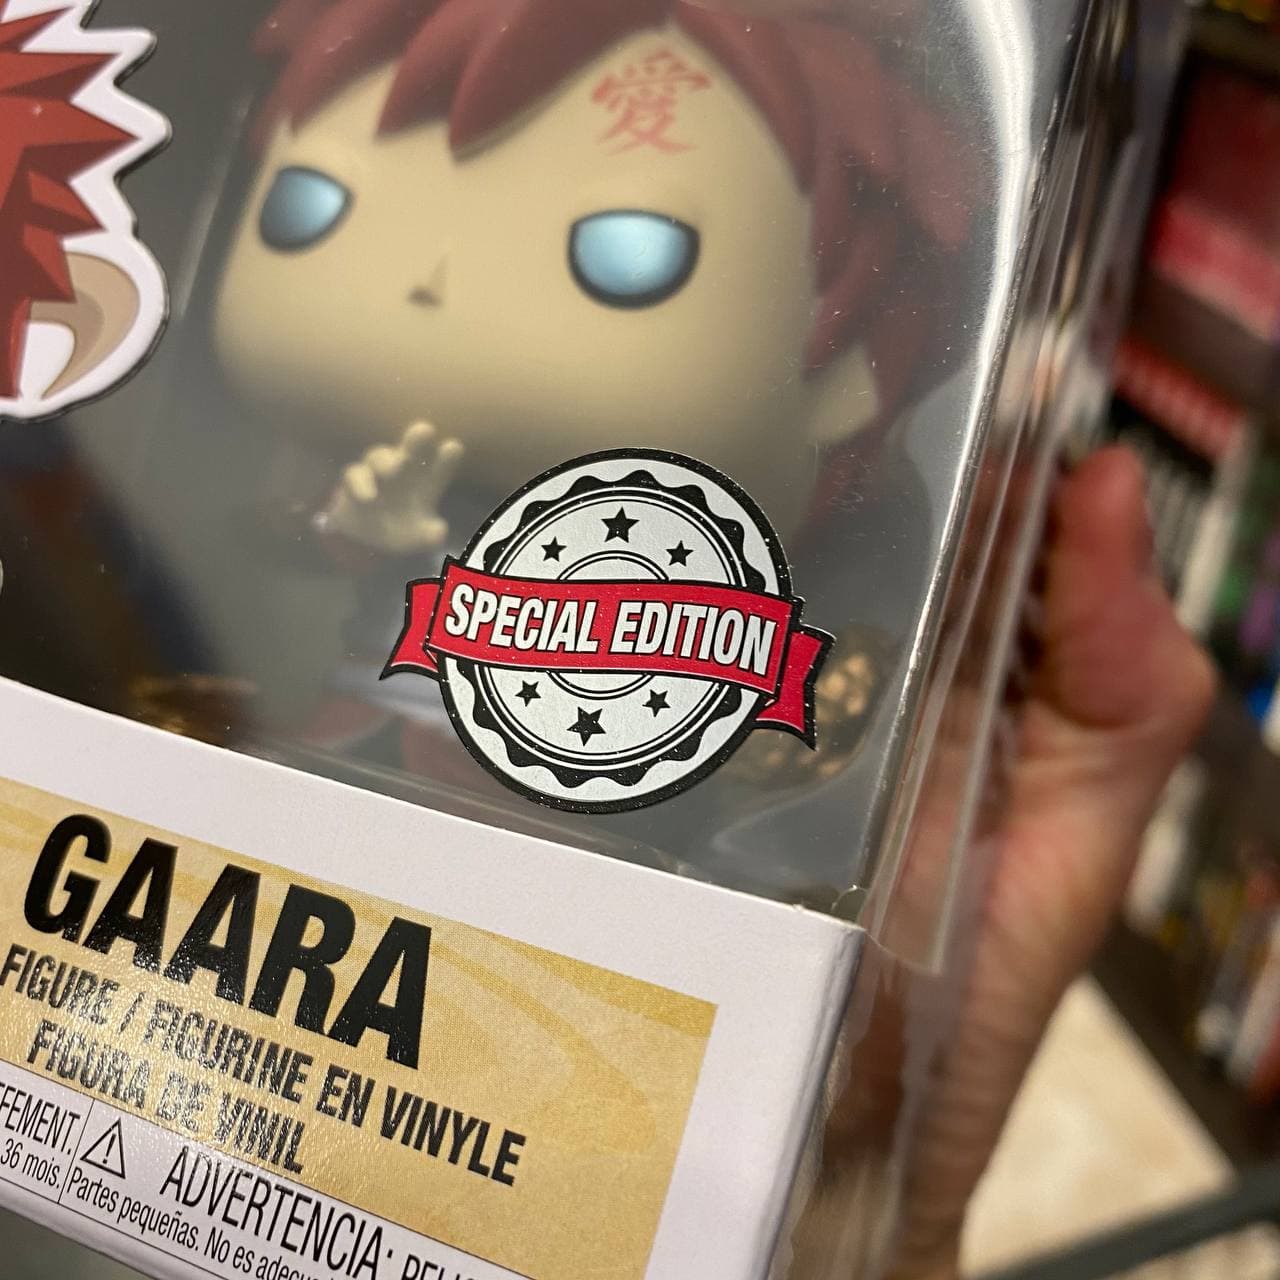 愛
SPECIAL EDITION
GAARA
FIGURE / FIGURINE EN VINYLE
FIGURA DE VINIL
FEMENT.
36 mois.
ADVERTENCIA:
Partes pequeñas. No es